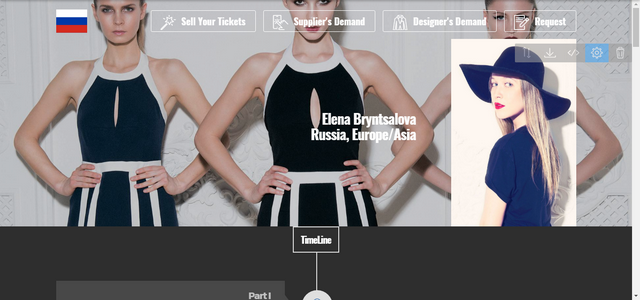 Sell Your Tickets
Supplier's Demand
Designer's Demand
Request
Elena Bryntsalova
Russia, Europe/Asia
TimeLine
Part I